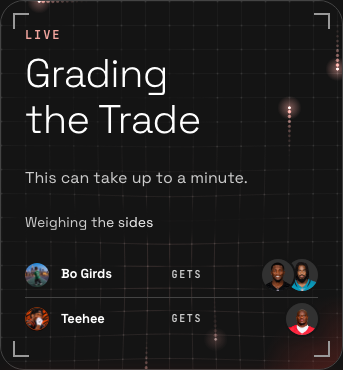 LIVE
Grading
the Trade
This can take up to a minute.
Weighing the sides
Bo Girds GETS
Teehee GETS